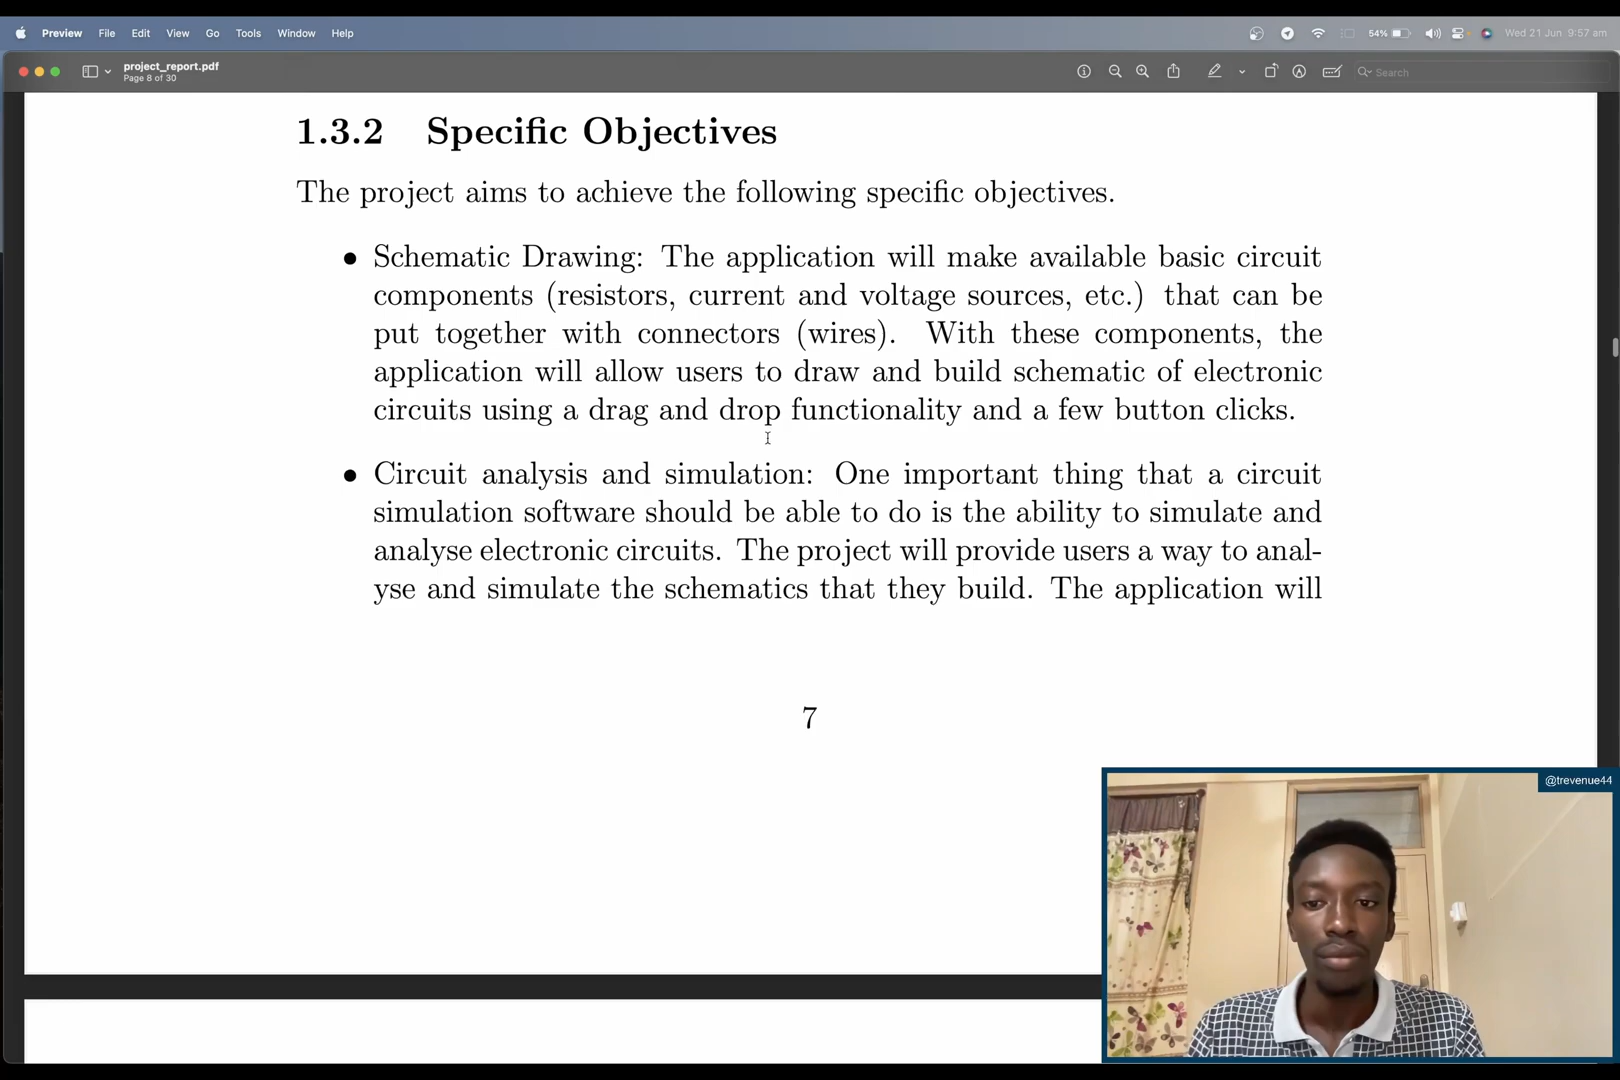 Preview File Edit View Go Tools Window Help 54% Wed 21 Jun 9:57 am
project_report.pdf
Page 8 of 30
Search
1.3.2 Specific Objectives
The project aims to achieve the following specific objectives.
• Schematic Drawing: The application will make available basic circuit
components (resistors, current and voltage sources, etc.) that can be
put together with connectors (wires). With these components, the
application will allow users to draw and build schematic of electronic
circuits using a drag and drop functionality and a few button clicks.
• Circuit analysis and simulation: One important thing that a circuit
simulation software should be able to do is the ability to simulate and
analyse electronic circuits. The project will provide users a way to anal-
yse and simulate the schematics that they build. The application will
7
@trevenue44